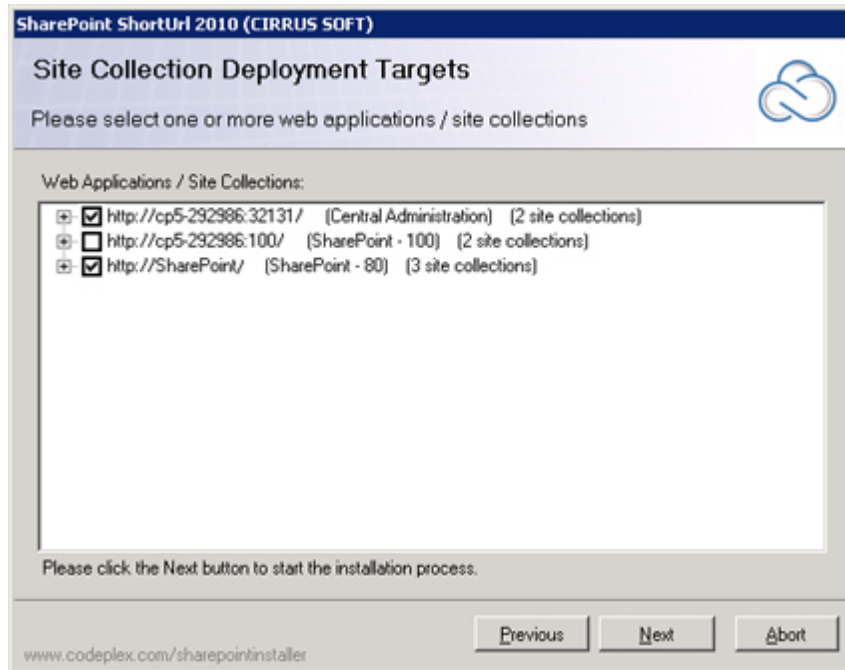 SharePoint ShortUrl 2010 (CIRRUS SOFT)
Site Collection Deployment Targets
Please select one or more web applications / site collections
Web Applications / Site Collections:
http://cp5-292986:32131/ (Central Administration) (2 site collections)
http://cp5-292986:100/ (SharePoint - 100) (2 site collections)
http://SharePoint/ (SharePoint - 80) (3 site collections)
Please click the Next button to start the installation process.
Previous Next Abort
www.codeplex.com/sharepointinstaller